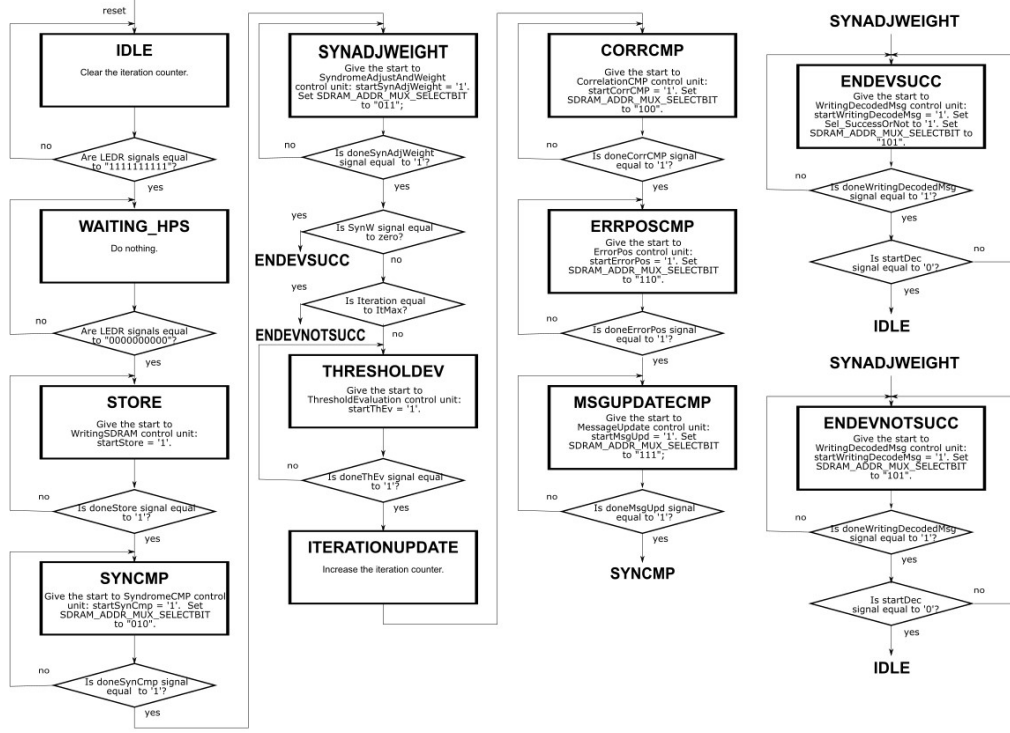 reset
IDLE
Clear the iteration counter.
no
Are LEDR signals equal
to "1111111111"?
yes
WAITING_HPS
Do nothing.
no
Are LEDR signals equal
to "0000000000"?
yes
STORE
Give the start to
WritingSDRAM control unit:
startStore = '1'.
no
Is doneStore signal equal
to '1'?
yes
SYNCMP
Give the start to SyndromeCMP control
unit: startSynCmp = '1'. Set
SDRAM_ADDR_MUX_SELECTBIT
to "010".
no
Is doneSynCmp signal
equal to '1'?
yes
SYNADJWEIGHT
Give the start to
SyndromeAdjustAndWeight
control unit: startSynAdjWeight = '1'.
Set SDRAM_ADDR_MUX_SELECTBIT
to "011";
no
Is doneSynAdjWeight
signal equal to '1'?
yes
yes
Is SynW signal equal
to zero?
ENDEVSUCC
no
yes
Is Iteration equal
to ItMax?
ENDEVNOTSUCC
no
THRESHOLDEV
Give the start to
ThresholdEvaluation control unit:
startThEv = '1'.
no
Is doneThEv signal equal
to '1'?
yes
ITERATIONUPDATE
Increase the iteration counter.
CORRCMP
Give the start to
CorrelationCMP control unit:
startCorrCMP = '1'. Set
SDRAM_ADDR_MUX_SELECTBIT
to "100".
no
Is doneCorrCMP signal
equal to '1'?
yes
ERRPOSCMP
Give the start to
ErrorPos control unit:
startErrorPos = '1'. Set
SDRAM_ADDR_MUX_SELECTBIT
to "110".
no
Is doneErrorPos signal
equal to '1'?
yes
MSGUPDATECMP
Give the start to
MessageUpdate control unit:
startMsgUpd = '1'. Set
SDRAM_ADDR_MUX_SELECTBIT
to "111";
no
Is doneMsgUpd signal
equal to '1'?
yes
SYNCMP
SYNADJWEIGHT
ENDEVSUCC
Give the start to
WritingDecodedMsg control unit:
startWritingDecodeMsg = '1'. Set
Sel_SuccessOrNot to '1'. Set
SDRAM_ADDR_MUX_SELECTBIT to
"101".
no
Is doneWritingDecodedMsg
signal equal to '1'?
yes
no
Is startDec
signal equal to '0'?
yes
IDLE
SYNADJWEIGHT
ENDEVNOTSUCC
Give the start to
WritingDecodedMsg control unit:
startWritingDecodeMsg = '1'. Set
SDRAM_ADDR_MUX_SELECTBIT
to "101".
no
Is doneWritingDecodedMsg
signal equal to '1'?
yes
no
Is startDec
signal equal to '0'?
yes
IDLE